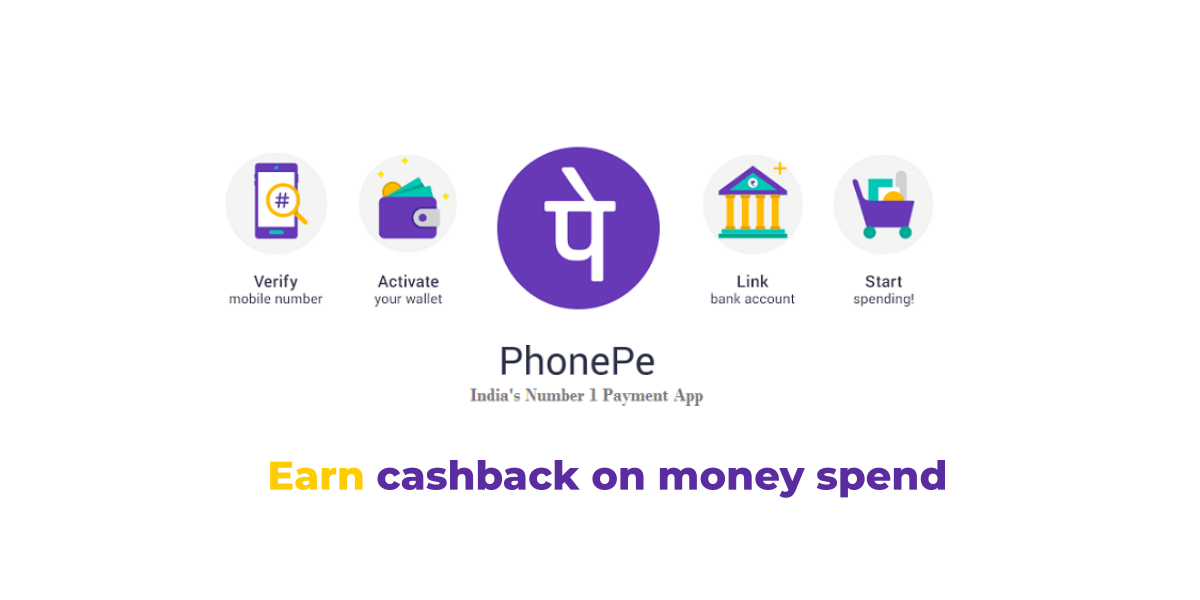 #
Verify
mobile number
Activate
your wallet
पे
₹
Link
bank account
Start
spending!
PhonePe
India's Number 1 Payment App
Earn cashback on money spend